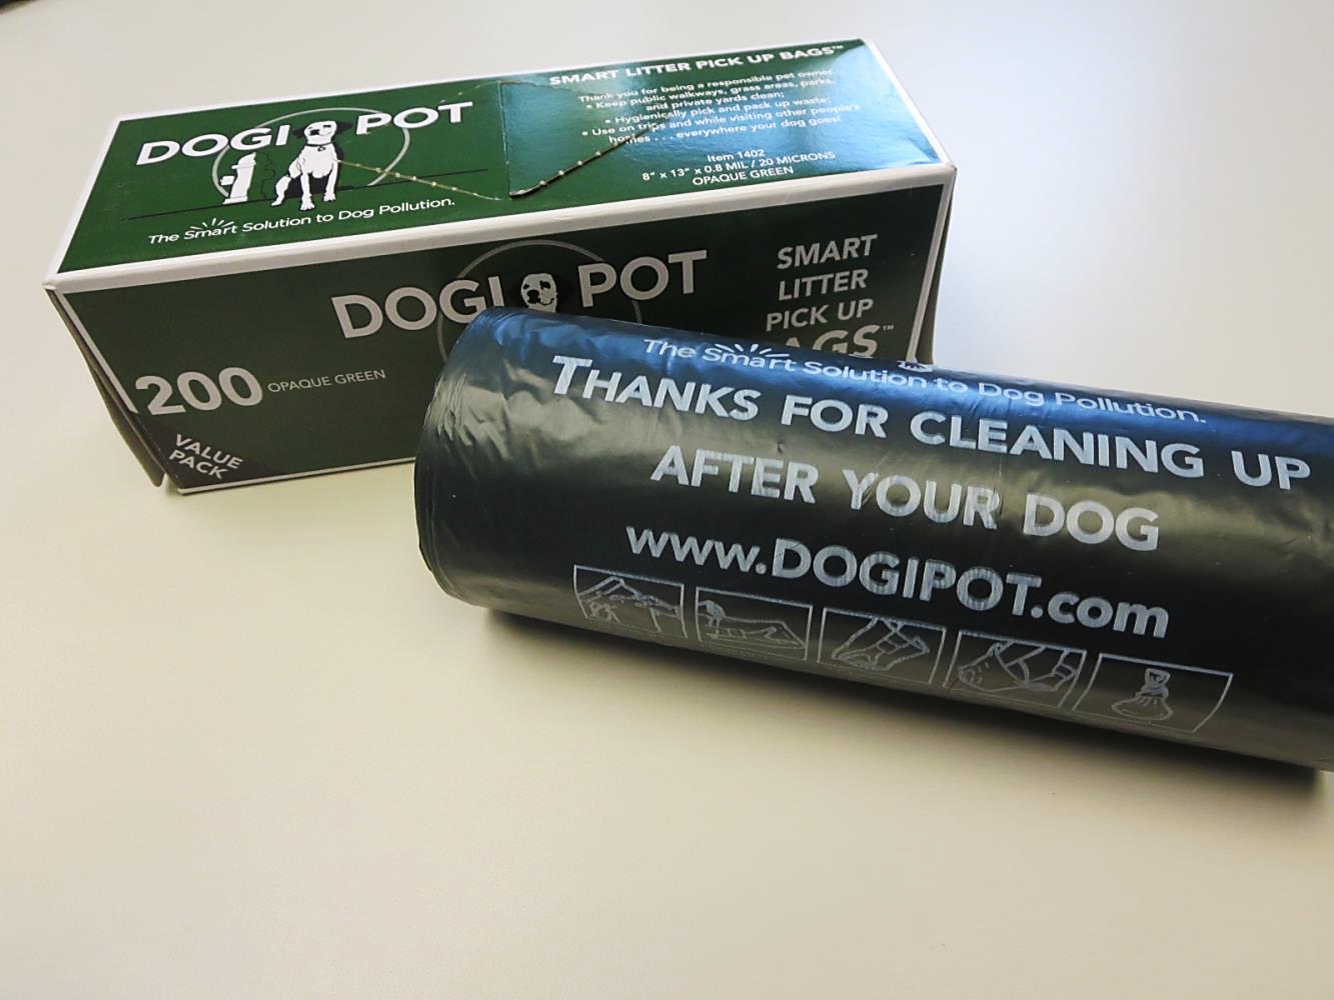 SMART LITTER PICK UP BAGS™
Thank you for being a responsible pet owner.
• Keep public walkways, grass areas, parks,
and private yards clean;
• Hygienically pick and pack up waste;
• Use on trips and while visiting other people's
homes . . . everywhere your dog goes!
Item 1402
8" x 13" x 0.8 MIL / 20 MICRONS
OPAQUE GREEN
DOGIPOT
The Smart Solution to Dog Pollution.
DOGIPOT
SMART
LITTER
PICK UP
AGS™
200 OPAQUE GREEN
VALUE
PACK
The Smart Solution to Dog Pollution.
THANKS FOR CLEANING UP
AFTER YOUR DOG
www.DOGIPOT.com